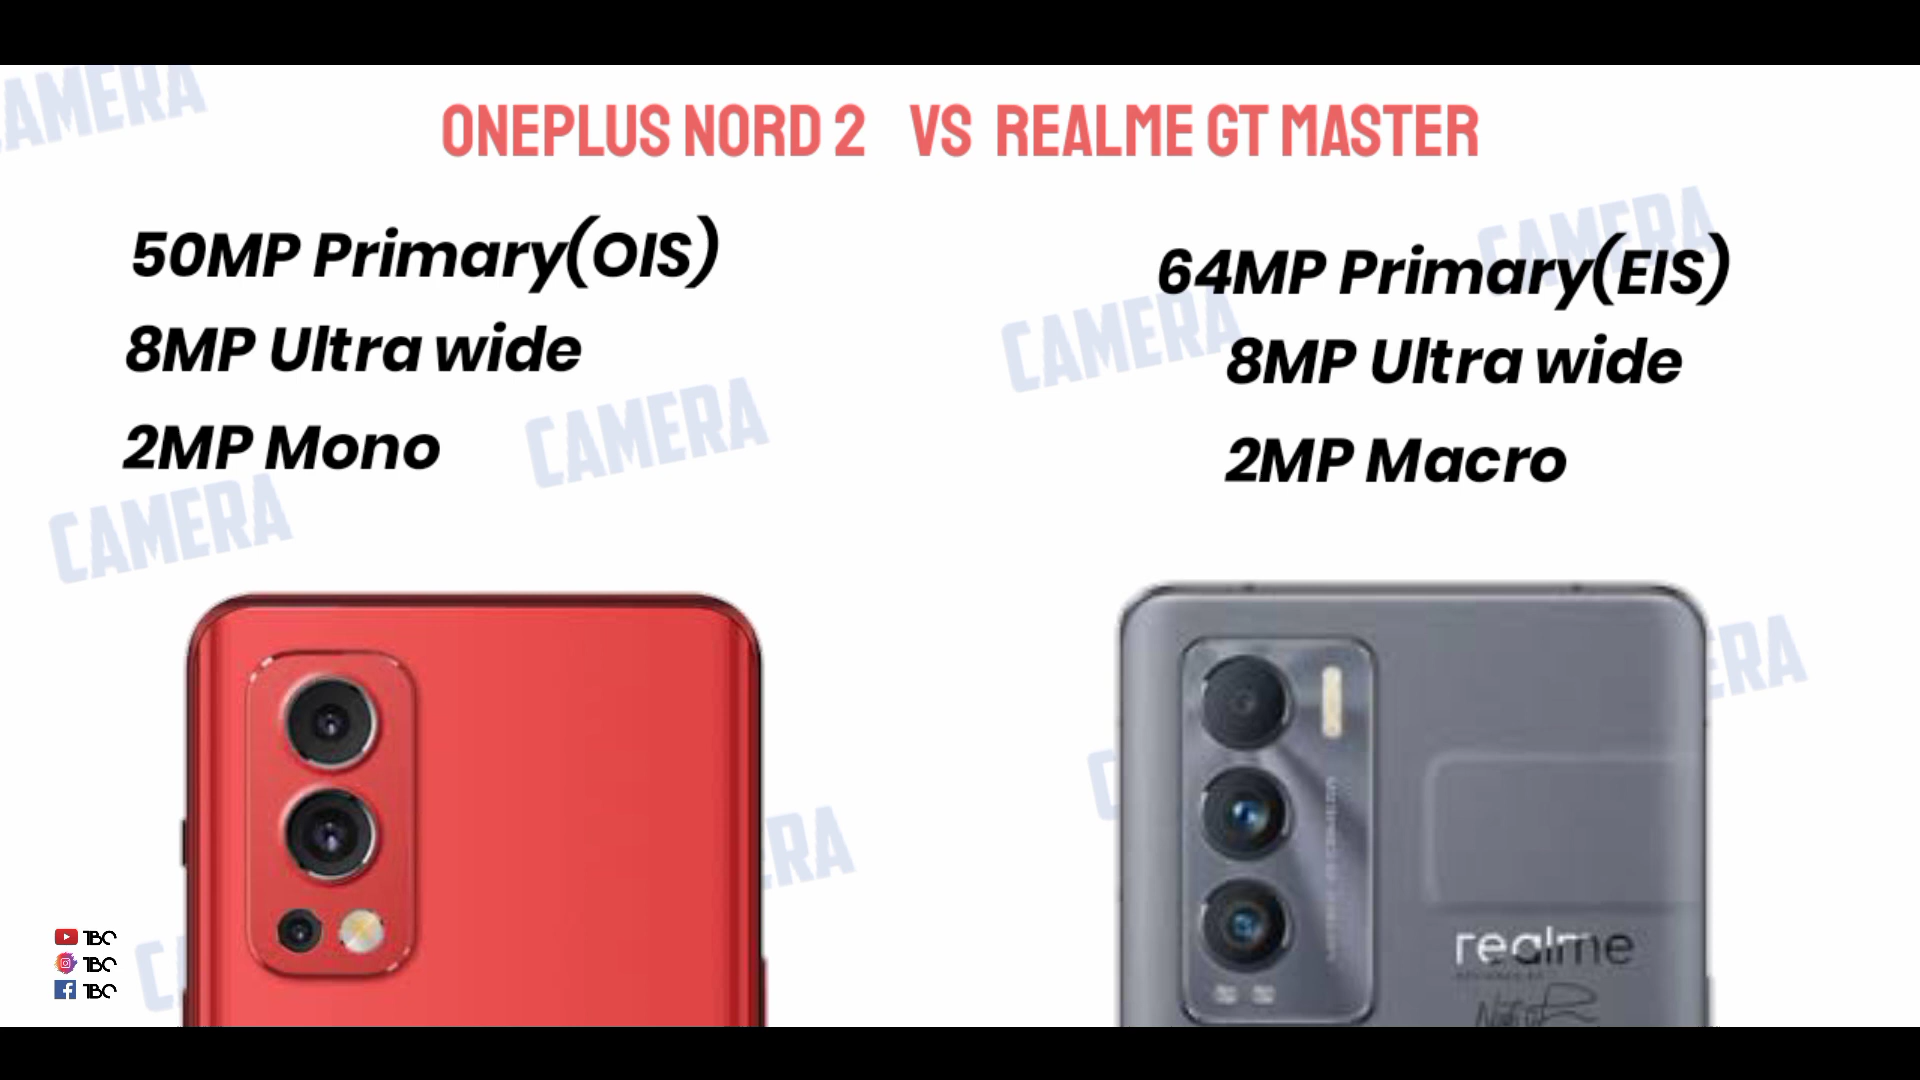 CAMERA
ONEPLUS NORD 2 VS REALME GT MASTER
50MP Primary(OIS)
8MP Ultra wide
2MP Mono
64MP Primary(EIS)
8MP Ultra wide
2MP Macro
CAMERA
CAMERA
CAMERA
CAMERA
realme
TBC
TBC
TBC